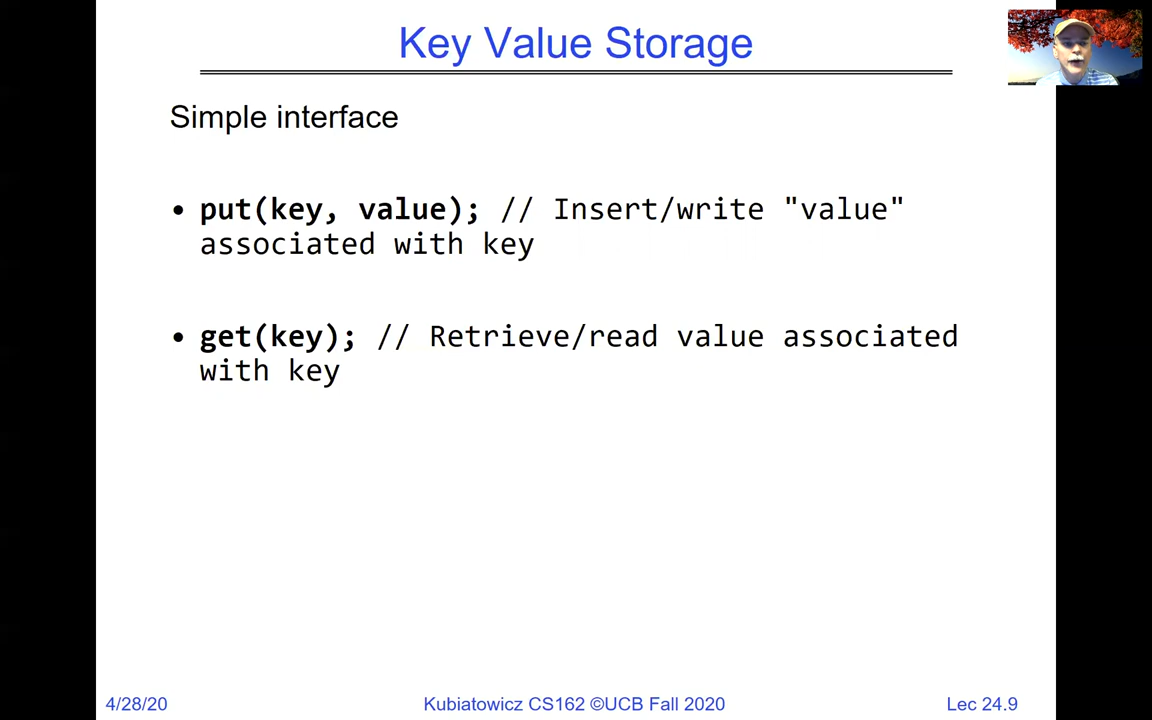 Key Value Storage
Simple interface
• put(key, value); // Insert/write "value"
associated with key
• get(key); // Retrieve/read value associated
with key
4/28/20
Kubiatowicz CS162 ©UCB Fall 2020
Lec 24.9